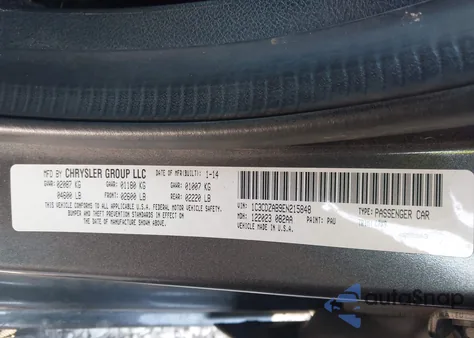 MFD BY CHRYSLER GROUP LLC DATE OF MFR(BUILT) 1-14
GVWR: 02087 KG GAWR: 01180 KG GAWR: 01007 KG
04600 LB FRONT: 02600 LB REAR: 02220 LB
THIS VEHICLE CONFORMS TO ALL FEDERAL MOTOR VEHICLE SAFETY,
BUMPER AND THEFT PREVENTION STANDARDS IN EFFECT ON
THE DATE OF MANUFACTURE SHOWN ABOVE.
VIN: 1C3CDZAB9EN215848 TYPE: PASSENGER CAR
MDH: 122023 082AA PAINT: PAU
VEHICLE MADE IN U.S.A.
autoSnap